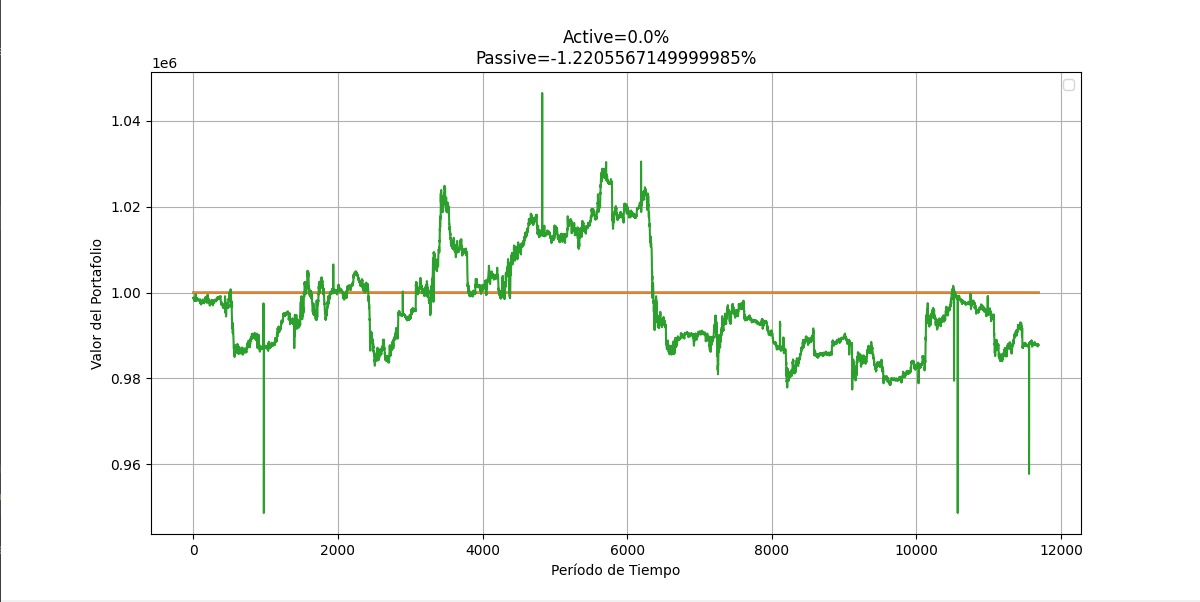 Active=0.0%
Passive=-1.2205567149999985%
1e6
1.04
1.02
1.00
0.98
0.96
Valor del Portafolio
0 2000 4000 6000 8000 10000 12000
Período de Tiempo